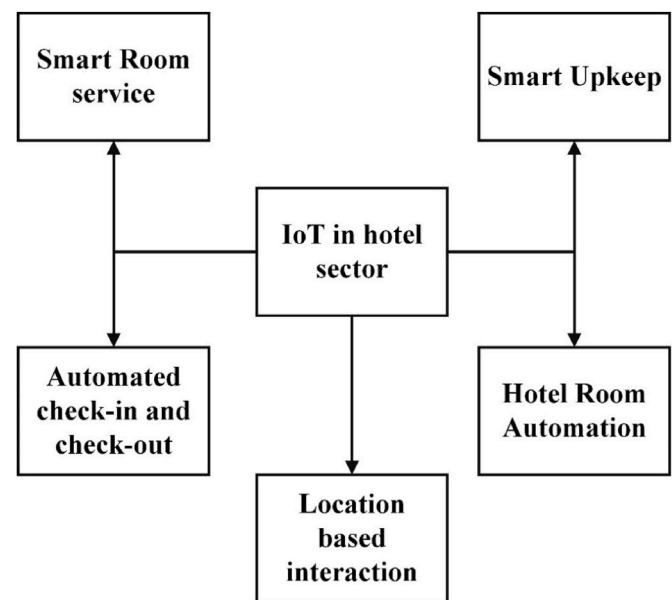 Smart Room
service
Smart Upkeep
IoT in hotel
sector
Automated
check-in and
check-out
Hotel Room
Automation
Location
based
interaction